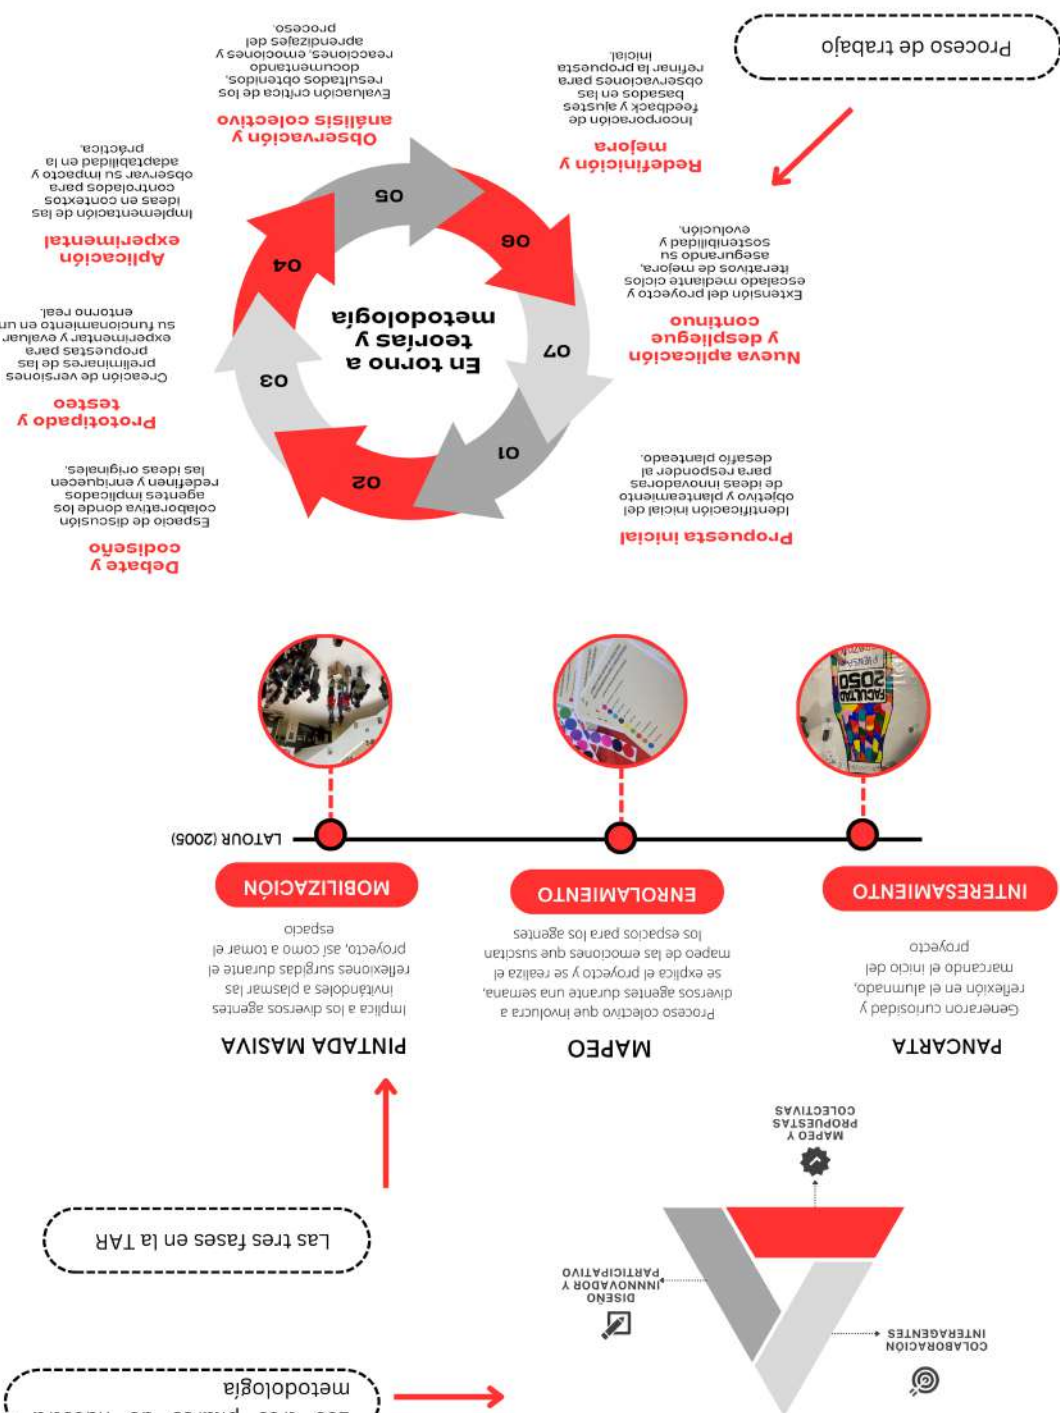 Los tres pilares de nuestra
metodología
COLABORACIÓN
INTERAGENTES
DISEÑO
INNNOVADOR Y
PARTICIPATIVO
MAPEO Y
PROPUESTAS
COLECTIVAS
Las tres fases en la TAR
PANCARTA
Generaron curiosidad y
reflexión en el alumnado,
marcando el inicio del
proyecto
INTERESAMIENTO
MAPEO
Proceso colectivo que involucra a
diversos agentes durante una semana,
se explica el proyecto y se realiza el
mapeo de las emociones que suscitan
los espacios para los agentes
ENROLAMIENTO
PINTADA MASIVA
Implica a los diversos agentes
invitándoles a plasmar las
reflexiones surgidas durante el
proyecto, así como a tomar el
espacio
MOBILIZACIÓN
LATOUR (2005)
FACULTAD
2050
Propuesta inicial
Identificación inicial del
objetivo y planteamiento
de ideas innovadoras
para responder al
desafío planteado.
Debate y
codiseño
Espacio de discusión
colaborativa donde los
agentes implicados
redefinen y enriquecen
las ideas originales.
Prototipado y
testeo
Creación de versiones
preliminares de las
propuestas para
experimentar y evaluar
su funcionamiento en un
entorno real.
Aplicación
experimental
Implementación de las
ideas en contextos
controlados para
observar su impacto y
adaptabilidad en la
práctica.
Observación y
análisis colectivo
Evaluación crítica de los
resultados obtenidos,
documentando
reacciones, emociones y
aprendizajes del
proceso.
Redefinición y
mejora
Incorporación de
feedback y ajustes
basados en las
observaciones para
refinar la propuesta
inicial.
Nueva aplicación
y despliegue
continuo
Extensión del proyecto y
escalado mediante ciclos
iterativos de mejora,
asegurando su
sostenibilidad y
evolución.
01
02
03
04
05
06
07
En torno a
teorías y
metodología
Proceso de trabajo